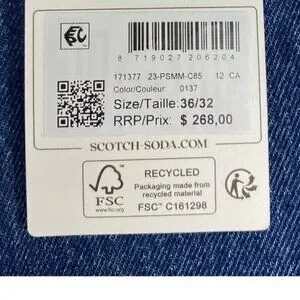 8 719027 206204
171377 23-PSMM-C85 12 CA
Color/Couleur: 0137
Size/Taille: 36/32
RRP/Prix: $ 268,00
SCOTCH-SODA.COM
FSC
www.fsc.org
RECYCLED
Packaging made from
recycled material
FSC™ C161298